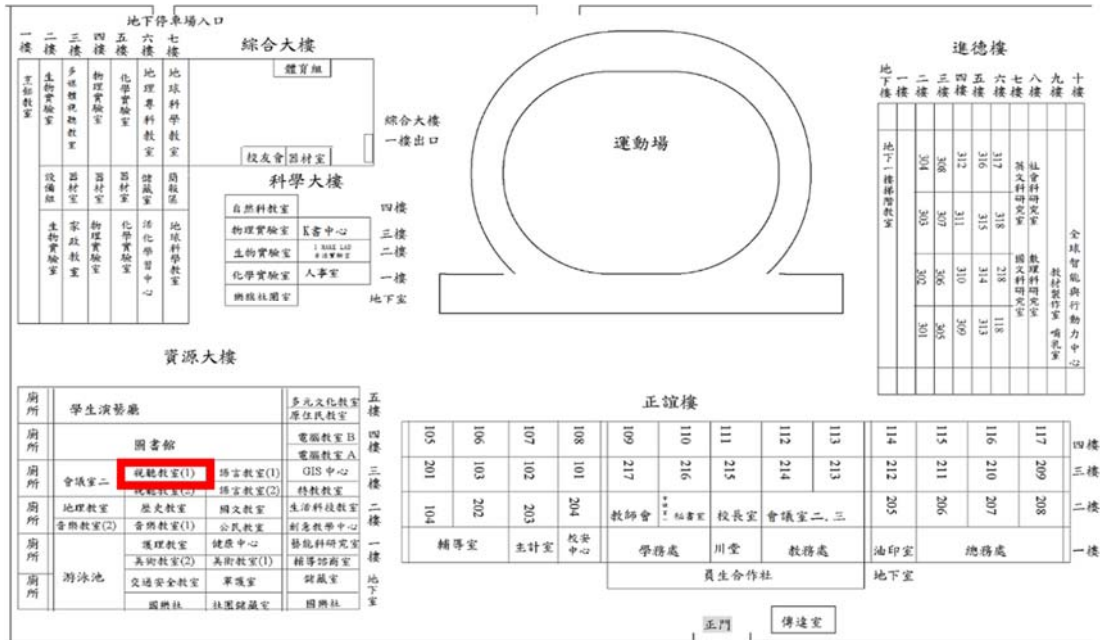 地下停車場入口
一樓 二樓 三樓 四樓 五樓 六樓 七樓
綜合大樓
體育組
烹飪教室 生物實驗室 多媒體視聽教室 物理實驗室 化學實驗室 地理專科教室 地球科學教室
設備組 器材室 器材室 器材室 儲藏室 簡報區
生物實驗室 家政教室 物理實驗室 化學實驗室 活化學習中心 地球科學教室
校友會 器材室
綜合大樓
一樓出口
科學大樓
自然科教室 四樓
物理實驗室 K書中心 三樓
生物實驗室 二樓
化學實驗室 人事室 一樓
樂旗社團室 地下室
運動場
進德樓
地下樓 一樓 二樓 三樓 四樓 五樓 六樓 七樓 八樓 九樓 十樓
地下一樓階梯教室
304 308 312 316 317 英文科研究室 社會科研究室
303 307 311 315 318
302 306 310 314 218 國文科研究室 數理科研究室
301 305 309 313 118
教材製作室 哺乳室
全球智能與行動力中心
資源大樓
廁所 學生演藝廳 多元文化教室 五樓
原住民教室
廁所 圖書館 電腦教室B 四樓
電腦教室A
廁所 會議室二 視聽教室(1) 語言教室(1) GIS中心 三樓
視聽教室(2) 語言教室(2) 特教教室
廁所 地理教室 歷史教室 國文教室 生活科技教室 二樓
音樂教室(2) 音樂教室(1) 公民教室 創意教學中心
廁所 游泳池 護理教室 健康中心 藝能科研究室 一樓
美術教室(2) 美術教室(1) 輔導諮商室
廁所 交通安全教室 軍護室 儲藏室 地下室
國樂社 社團儲藏室 國樂社
正誼樓
105 106 107 108 109 110 111 112 113 114 115 116 117 四樓
201 103 102 101 217 216 215 214 213 212 211 210 209 三樓
104 202 203 204 教師會 秘書室 校長室 會議室二、三 205 206 207 208 二樓
輔導室 主計室 校安中心 學務處 川堂 教務處 油印室 總務處 一樓
員生合作社 地下室
正門 傳達室